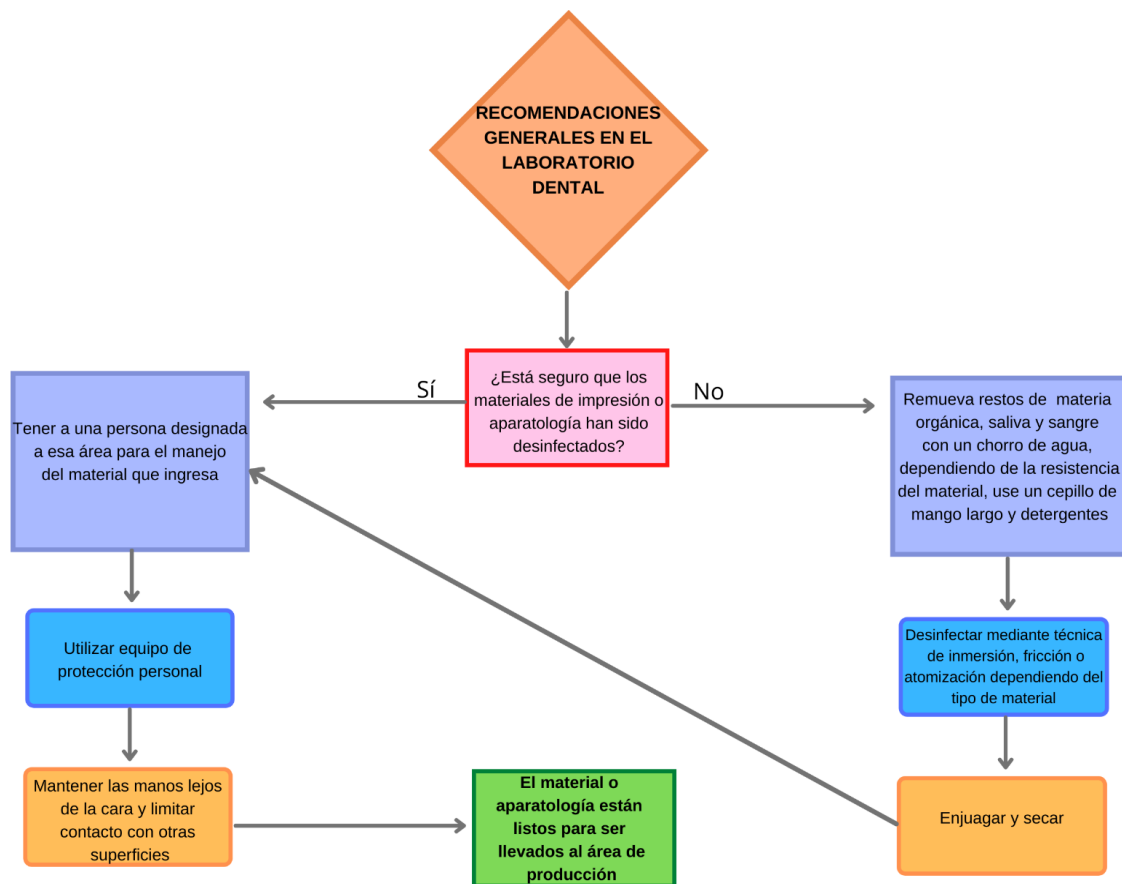 RECOMENDACIONES
GENERALES EN EL
LABORATORIO
DENTAL
¿Está seguro que los
materiales de impresión o
aparatología han sido
desinfectados?
Sí
No
Tener a una persona designada
a esa área para el manejo
del material que ingresa
Remueva restos de materia
orgánica, saliva y sangre
con un chorro de agua,
dependiendo de la resistencia
del material, use un cepillo de
mango largo y detergentes
Utilizar equipo de
protección personal
Desinfectar mediante técnica
de inmersión, fricción o
atomización dependiendo del
tipo de material
Mantener las manos lejos
de la cara y limitar
contacto con otras
superficies
El material o
aparatología están
listos para ser
llevados al área de
producción
Enjuagar y secar